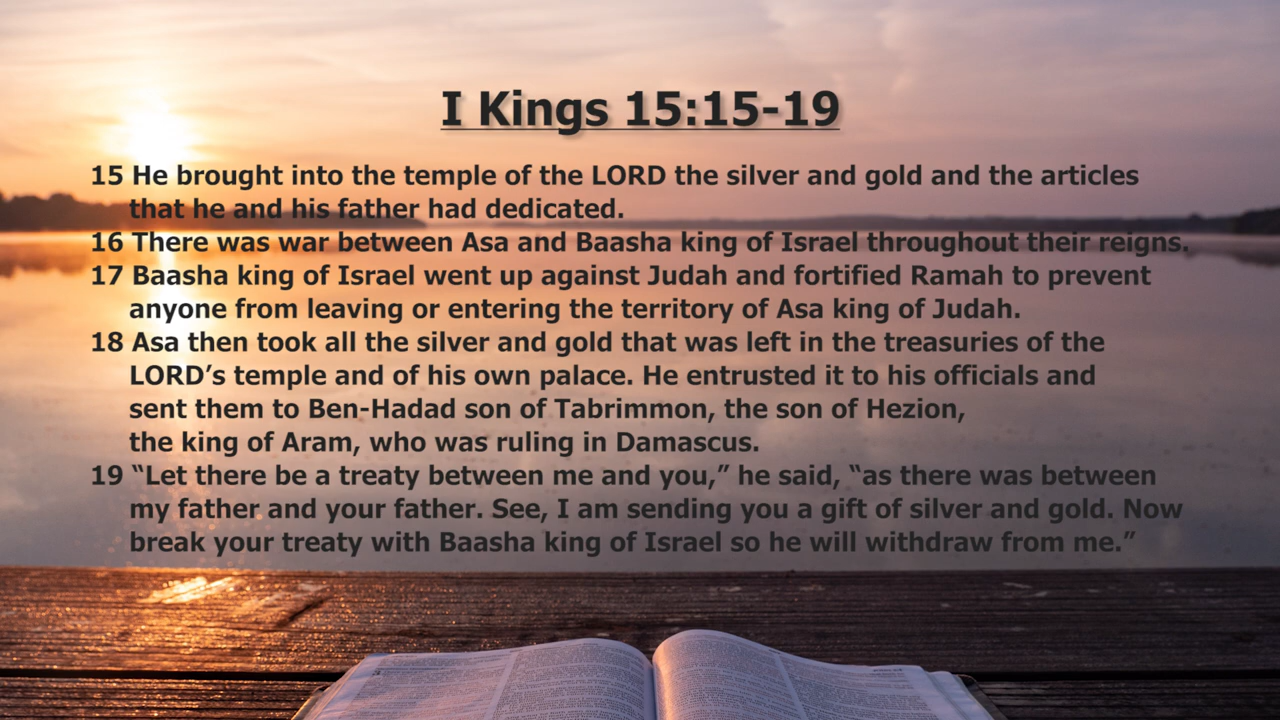 I Kings 15:15-19
15 He brought into the temple of the LORD the silver and gold and the articles
that he and his father had dedicated.
16 There was war between Asa and Baasha king of Israel throughout their reigns.
17 Baasha king of Israel went up against Judah and fortified Ramah to prevent
anyone from leaving or entering the territory of Asa king of Judah.
18 Asa then took all the silver and gold that was left in the treasuries of the
LORD’s temple and of his own palace. He entrusted it to his officials and
sent them to Ben-Hadad son of Tabrimmon, the son of Hezion,
the king of Aram, who was ruling in Damascus.
19 “Let there be a treaty between me and you,” he said, “as there was between
my father and your father. See, I am sending you a gift of silver and gold. Now
break your treaty with Baasha king of Israel so he will withdraw from me.”